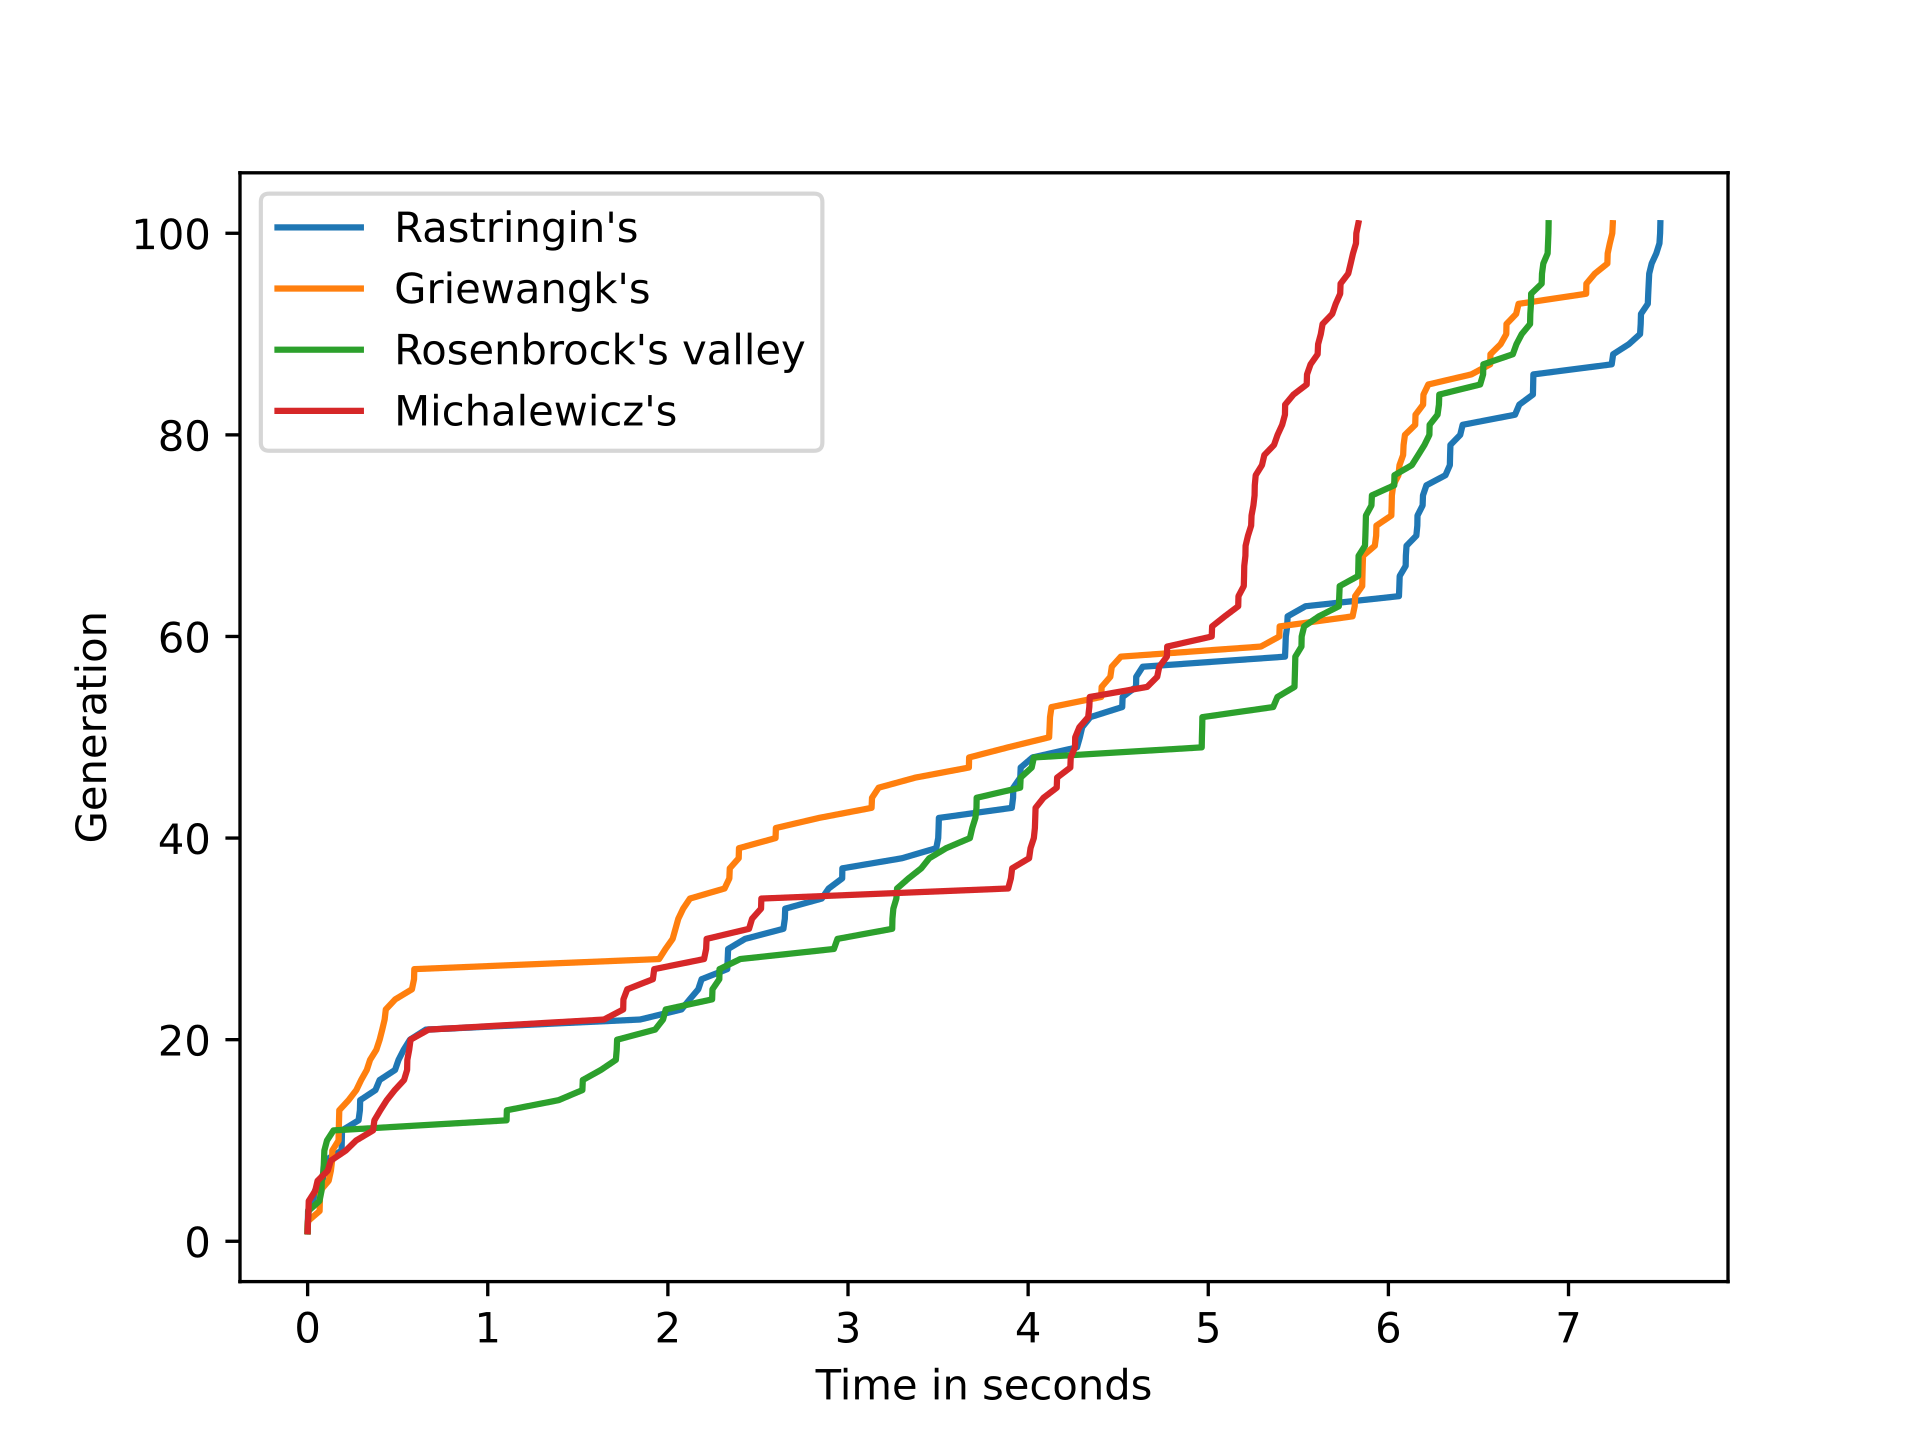 Rastringin's
Griewangk's
Rosenbrock's valley
Michalewicz's
100
80
60
40
20
0
Generation
0 1 2 3 4 5 6 7
Time in seconds